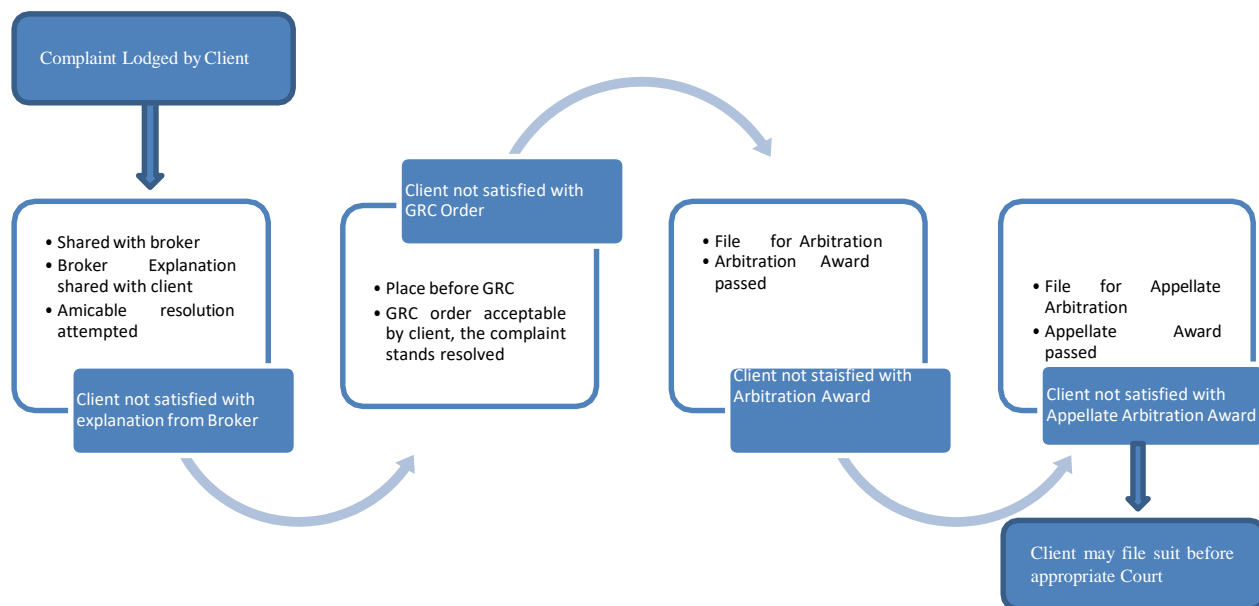 Complaint Lodged by Client
• Shared with broker
• Broker Explanation
shared with client
• Amicable resolution
attempted
Client not satisfied with
explanation from Broker
Client not satisfied with
GRC Order
• Place before GRC
• GRC order acceptable
by client, the complaint
stands resolved
• File for Arbitration
• Arbitration Award
passed
Client not staisfied with
Arbitration Award
• File for Appellate
Arbitration
• Appellate Award
passed
Client not satisfied with
Appellate Arbitration Award
Client may file suit before
appropriate Court